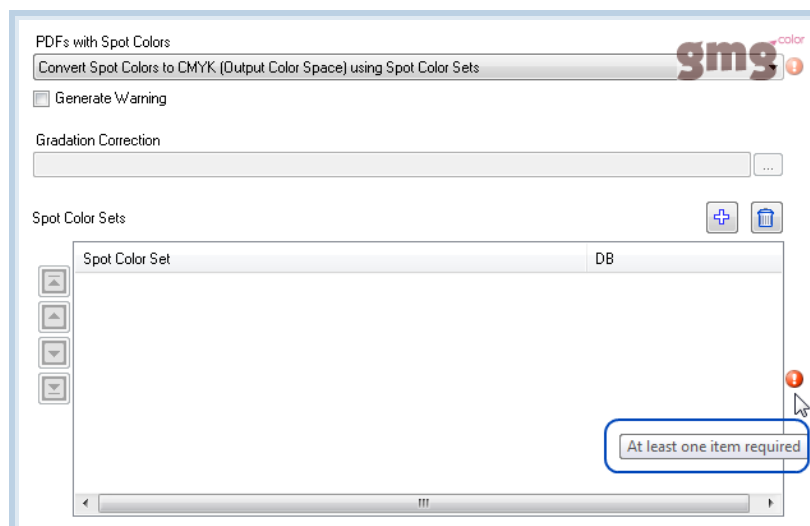 PDFs with Spot Colors
gmg color
Convert Spot Colors to CMYK (Output Color Space) using Spot Color Sets
Generate Warning
Gradation Correction
...
Spot Color Sets
Spot Color Set DB
At least one item required